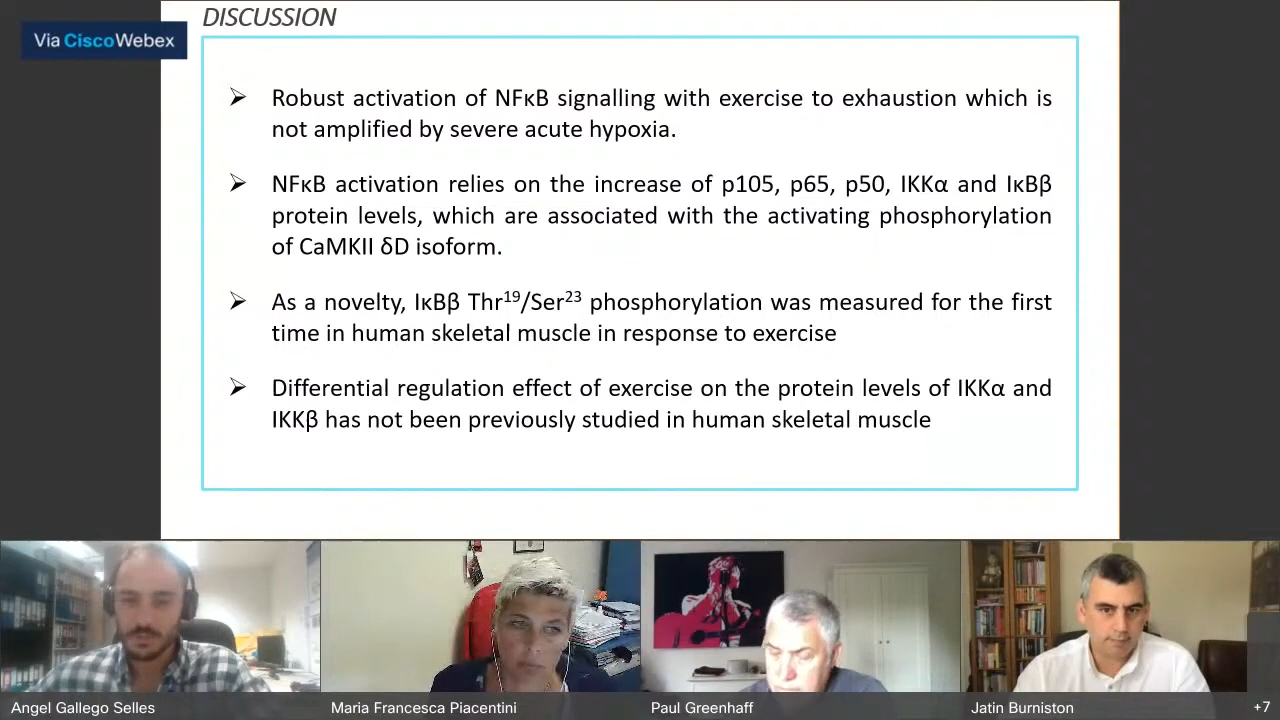 DISCUSSION
Via CiscoWebex
➢ Robust activation of NFκB signalling with exercise to exhaustion which is
not amplified by severe acute hypoxia.
➢ NFκB activation relies on the increase of p105, p65, p50, IKKα and IκBβ
protein levels, which are associated with the activating phosphorylation
of CaMKII δD isoform.
➢ As a novelty, IκBβ Thr¹⁹/Ser²³ phosphorylation was measured for the first
time in human skeletal muscle in response to exercise
➢ Differential regulation effect of exercise on the protein levels of IKKα and
IKKβ has not been previously studied in human skeletal muscle
Angel Gallego Selles
Maria Francesca Piacentini
Paul Greenhaff
Jatin Burniston
+7